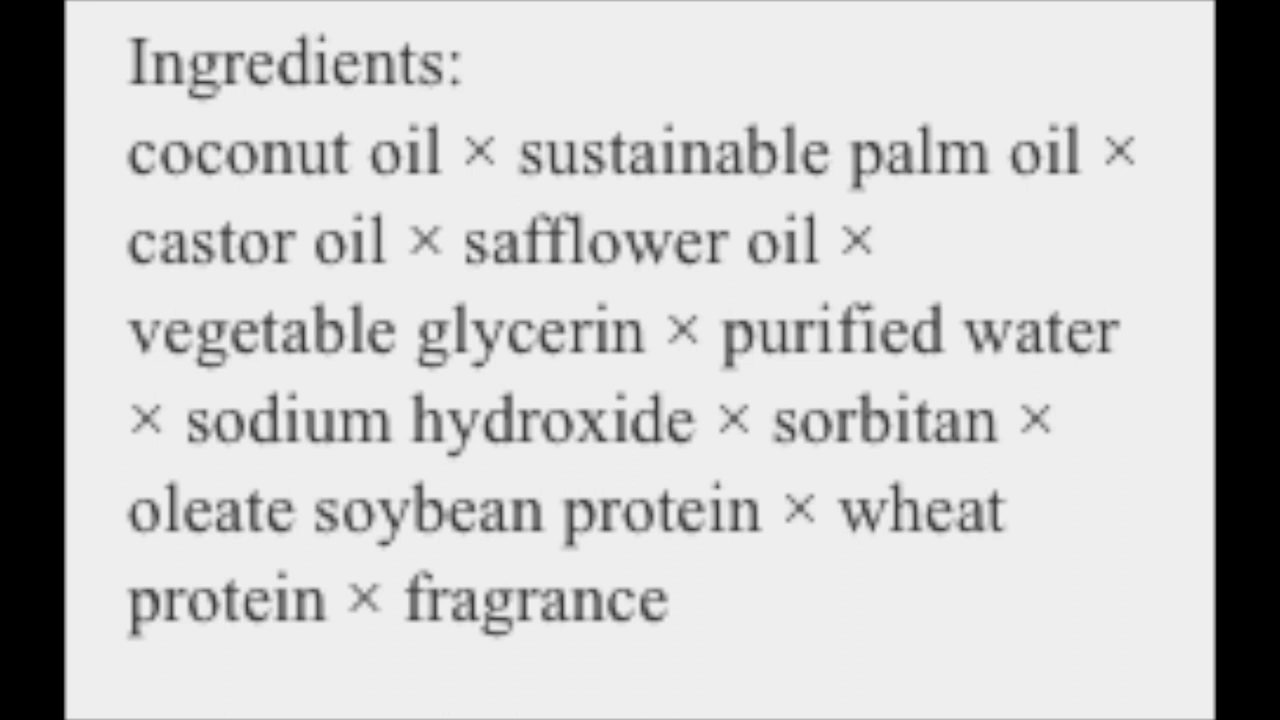 Ingredients:
coconut oil × sustainable palm oil ×
castor oil × safflower oil ×
vegetable glycerin × purified water
× sodium hydroxide × sorbitan ×
oleate soybean protein × wheat
protein × fragrance